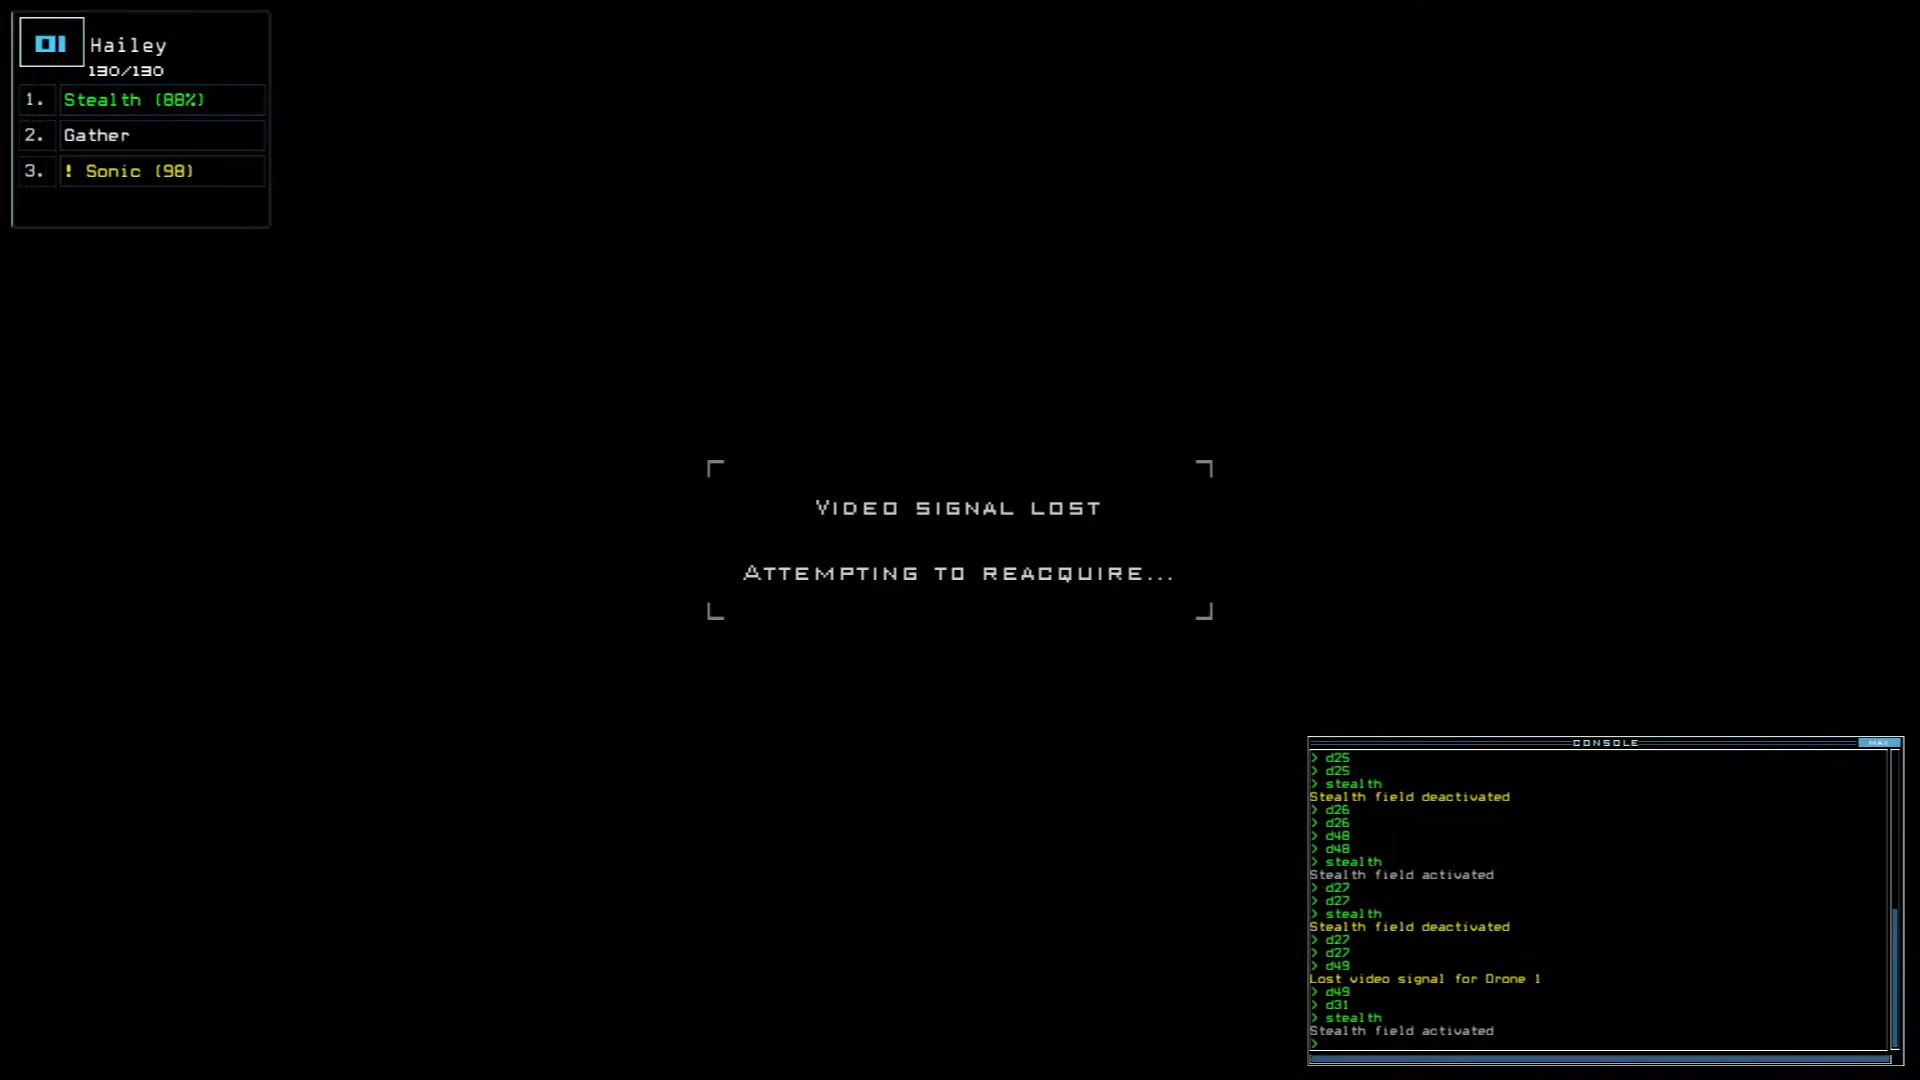 01 Hailey
130/130
1. Stealth (88%)
2. Gather
3. ! Sonic (98)
VIDEO SIGNAL LOST
ATTEMPTING TO REACQUIRE...
CONSOLE MAX
> d25
> d25
> stealth
Stealth field deactivated
> d26
> d26
> d48
> d48
> stealth
Stealth field activated
> d27
> d27
> stealth
Stealth field deactivated
> d27
> d27
> d49
Lost video signal for Drone 1
> d49
> d31
> stealth
Stealth field activated
>